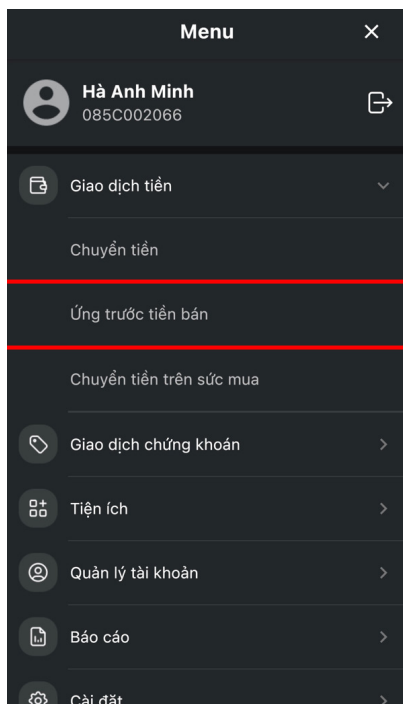 Menu
Hà Anh Minh
085C002066
Giao dịch tiền
Chuyển tiền
Ứng trước tiền bán
Chuyển tiền trên sức mua
Giao dịch chứng khoán
Tiện ích
Quản lý tài khoản
Báo cáo
Cài đặt